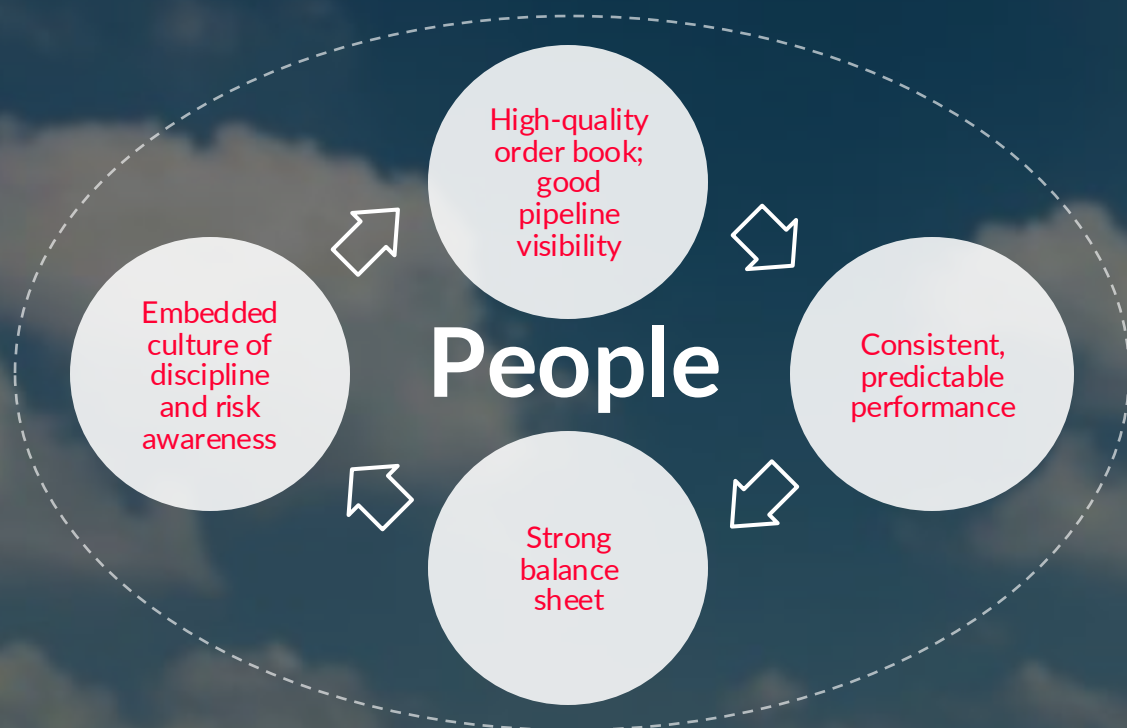 High-quality
order book;
good
pipeline
visibility
Embedded
culture of
discipline
and risk
awareness
People
Consistent,
predictable
performance
Strong
balance
sheet